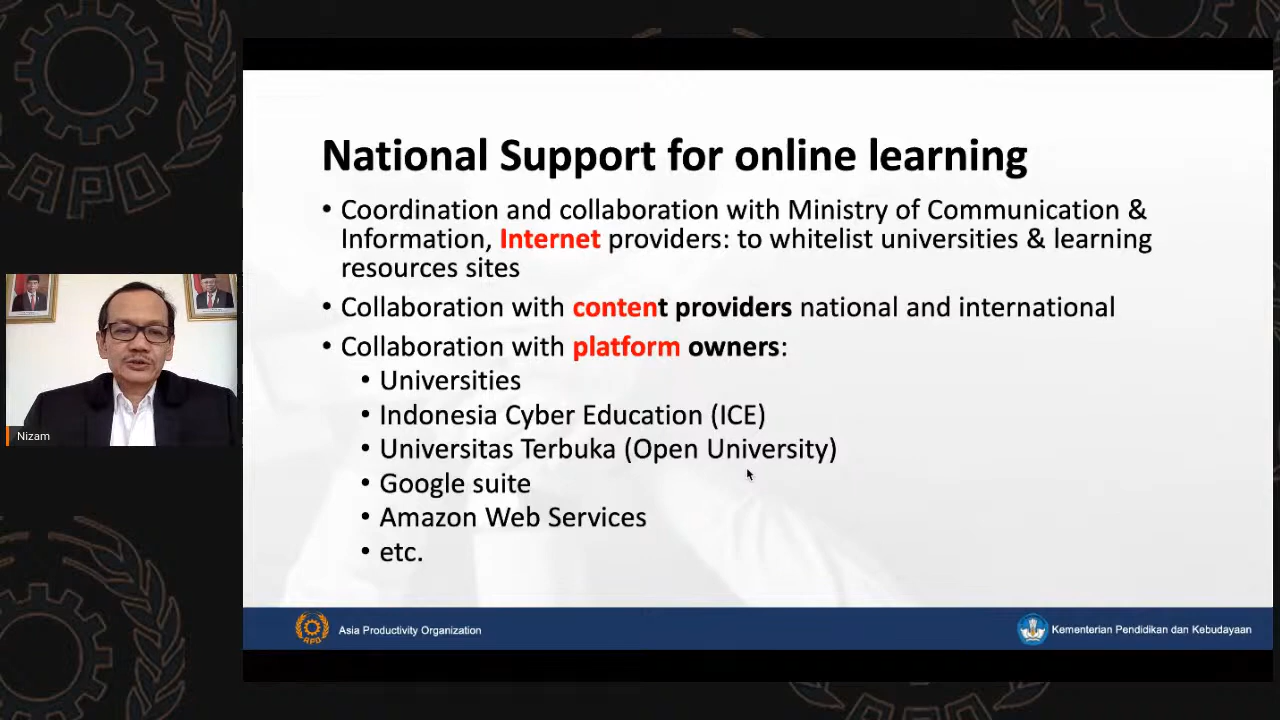 National Support for online learning
• Coordination and collaboration with Ministry of Communication &
Information, Internet providers: to whitelist universities & learning
resources sites
• Collaboration with content providers national and international
• Collaboration with platform owners:
• Universities
• Indonesia Cyber Education (ICE)
• Universitas Terbuka (Open University)
• Google suite
• Amazon Web Services
• etc.
Nizam
APO
Asia Productivity Organization
Kementerian Pendidikan dan Kebudayaan
APO